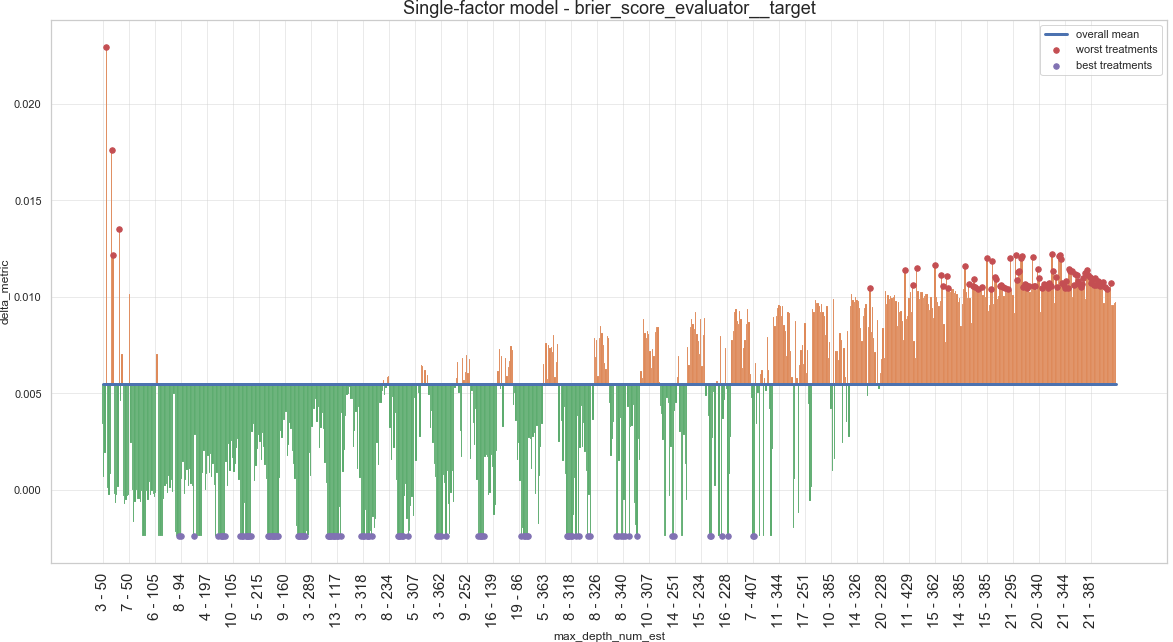 Single-factor model - brier_score_evaluator__target
overall mean
worst treatments
best treatments
delta_metric
0.020
0.015
0.010
0.005
0.000
3 - 50
7 - 50
6 - 105
8 - 94
4 - 197
10 - 105
5 - 215
9 - 160
3 - 289
13 - 117
3 - 318
8 - 234
5 - 307
3 - 362
9 - 252
16 - 139
19 - 86
5 - 363
8 - 318
8 - 326
8 - 340
10 - 307
14 - 251
15 - 234
16 - 228
7 - 407
11 - 344
17 - 251
10 - 385
14 - 326
20 - 228
11 - 429
15 - 362
14 - 385
15 - 385
21 - 295
20 - 340
21 - 344
21 - 381
max_depth_num_est